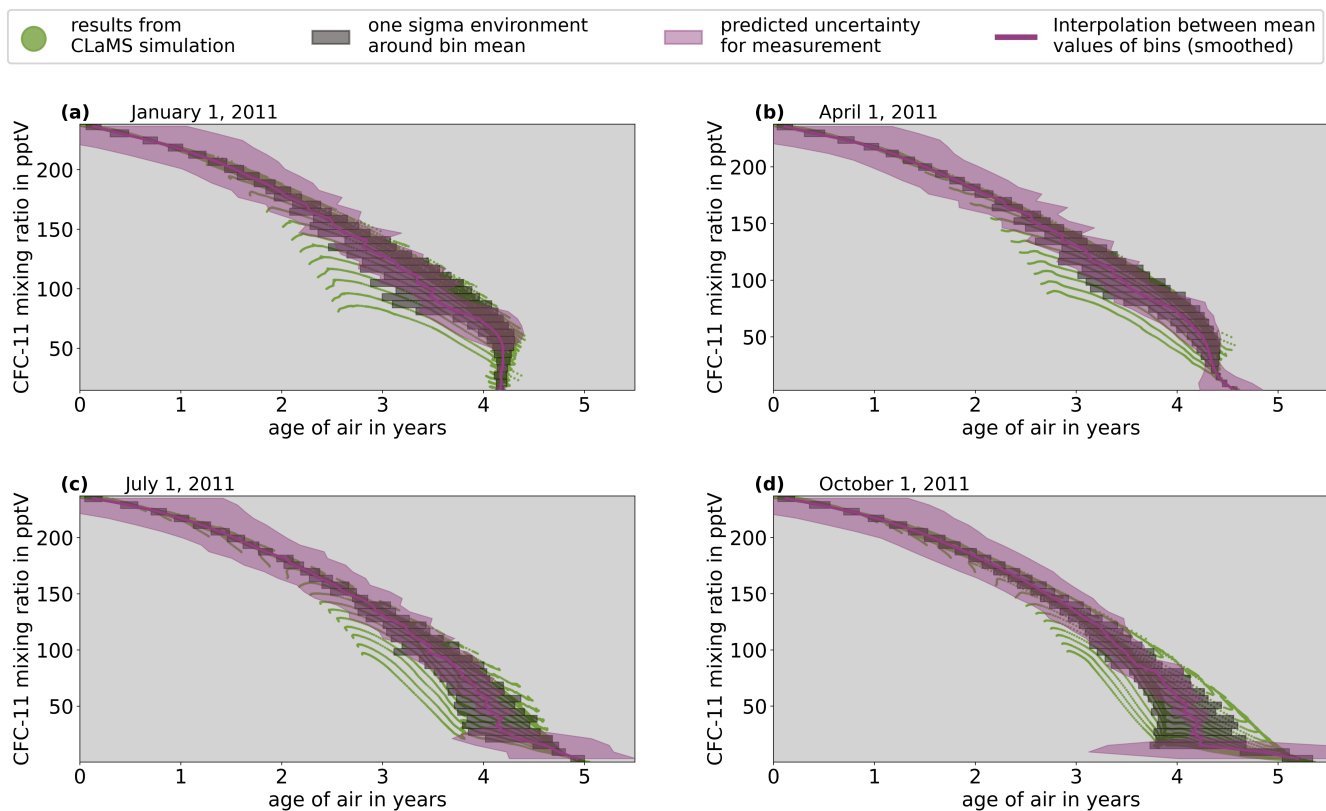 results from
CLaMS simulation
one sigma environment
around bin mean
predicted uncertainty
for measurement
Interpolation between mean
values of bins (smoothed)
(a) January 1, 2011
CFC-11 mixing ratio in pptV
200
150
100
50
0 1 2 3 4 5
age of air in years
(b) April 1, 2011
CFC-11 mixing ratio in pptV
200
150
100
50
0 1 2 3 4 5
age of air in years
(c) July 1, 2011
CFC-11 mixing ratio in pptV
200
150
100
50
0 1 2 3 4 5
age of air in years
(d) October 1, 2011
CFC-11 mixing ratio in pptV
200
150
100
50
0 1 2 3 4 5
age of air in years